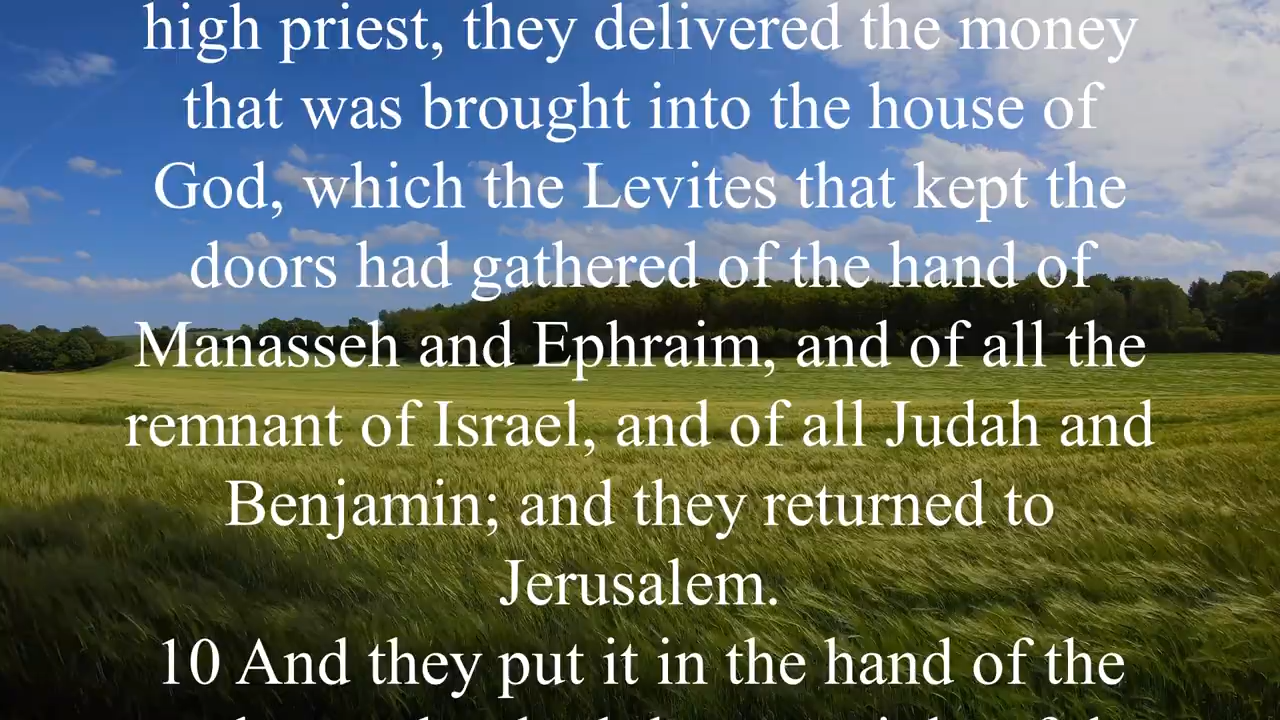 high priest, they delivered the money
that was brought into the house of
God, which the Levites that kept the
doors had gathered of the hand of
Manasseh and Ephraim, and of all the
remnant of Israel, and of all Judah and
Benjamin; and they returned to
Jerusalem.
10 And they put it in the hand of the